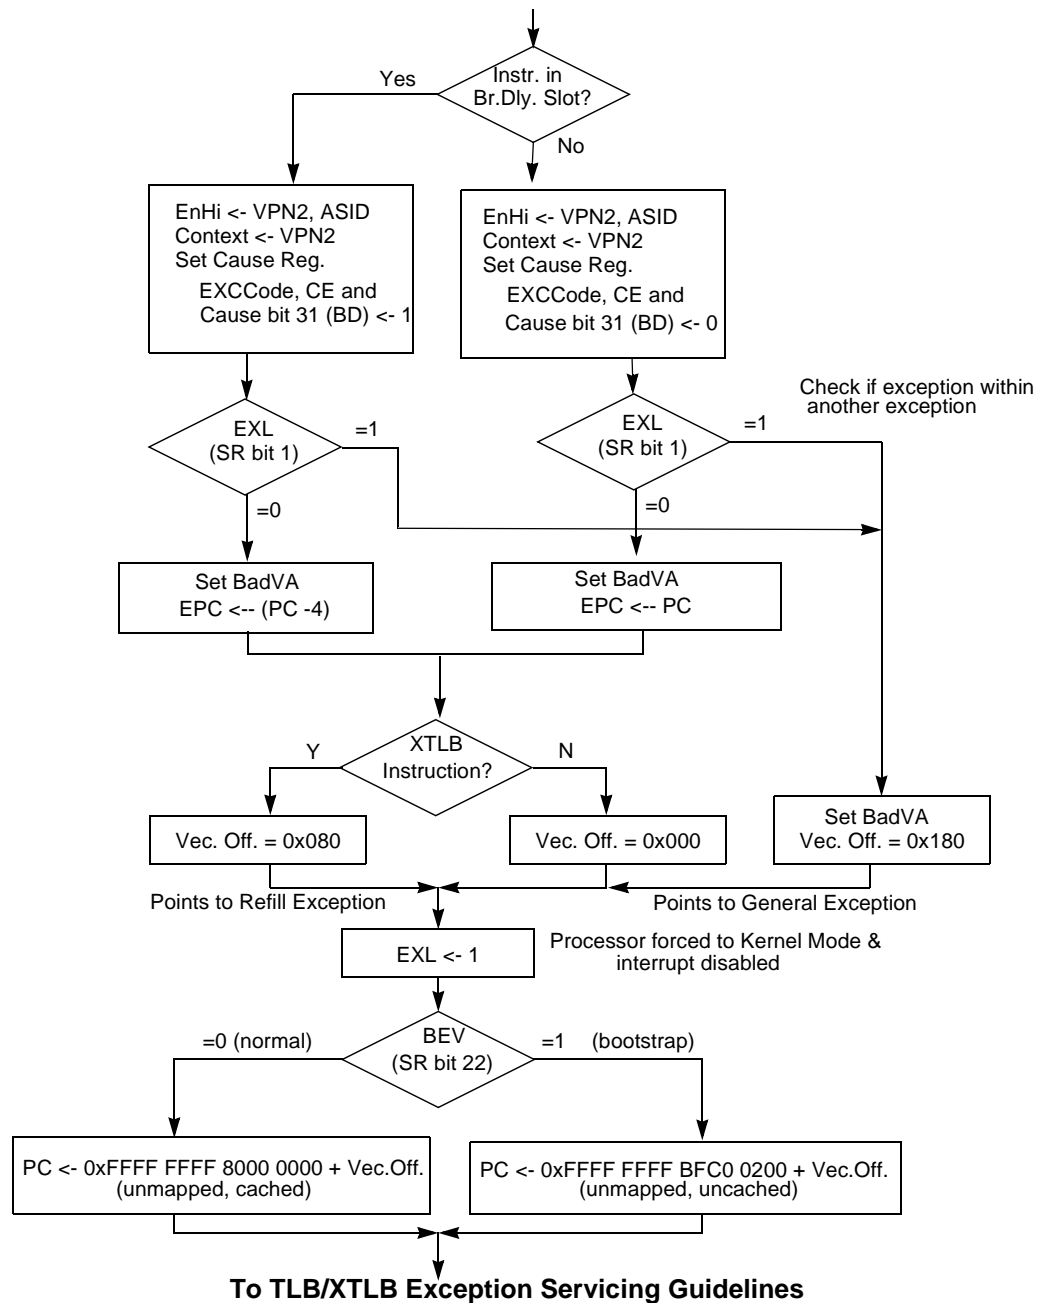 Instr. in
Br.Dly. Slot?
Yes
No
EnHi <- VPN2, ASID
Context <- VPN2
Set Cause Reg.
EXCCode, CE and
Cause bit 31 (BD) <- 1
EnHi <- VPN2, ASID
Context <- VPN2
Set Cause Reg.
EXCCode, CE and
Cause bit 31 (BD) <- 0
Check if exception within
another exception
EXL
(SR bit 1)
=1
=0
EXL
(SR bit 1)
=1
=0
Set BadVA
EPC <-- (PC -4)
Set BadVA
EPC <-- PC
XTLB
Instruction?
Y
N
Vec. Off. = 0x080
Vec. Off. = 0x000
Set BadVA
Vec. Off. = 0x180
Points to Refill Exception
Points to General Exception
EXL <- 1
Processor forced to Kernel Mode &
interrupt disabled
BEV
(SR bit 22)
=0 (normal)
=1 (bootstrap)
PC <- 0xFFFF FFFF 8000 0000 + Vec.Off.
(unmapped, cached)
PC <- 0xFFFF FFFF BFC0 0200 + Vec.Off.
(unmapped, uncached)
To TLB/XTLB Exception Servicing Guidelines